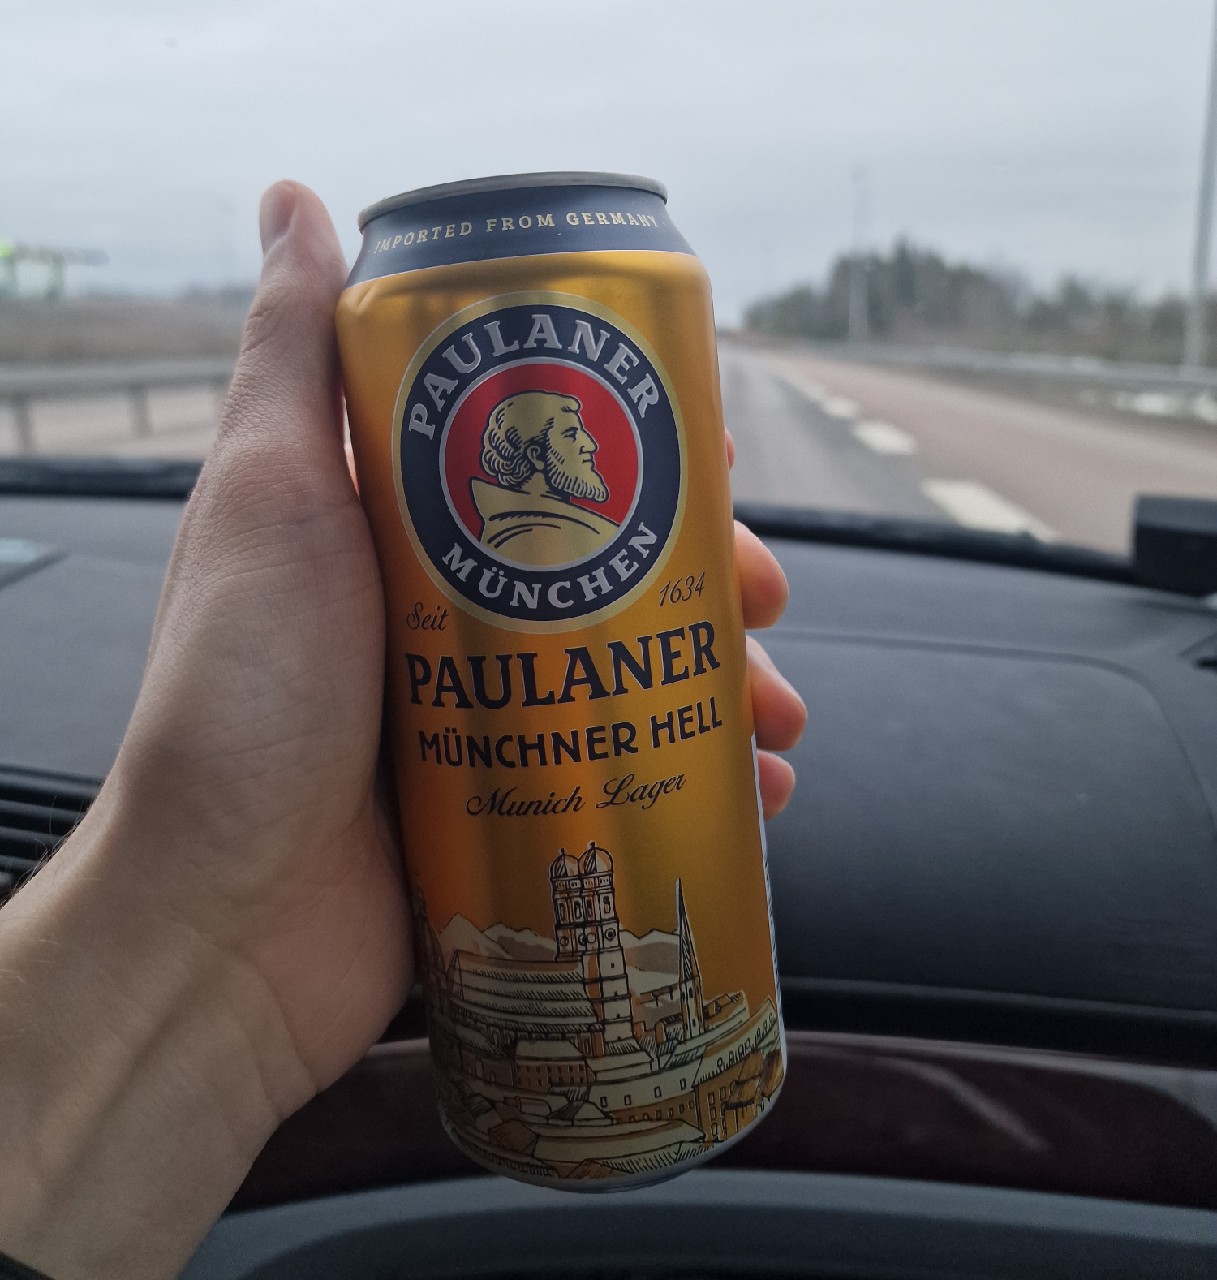 IMPORTED FROM GERMANY
PAULANER
MÜNCHEN
Seit 1634
PAULANER
MÜNCHNER HELL
Munich Lager